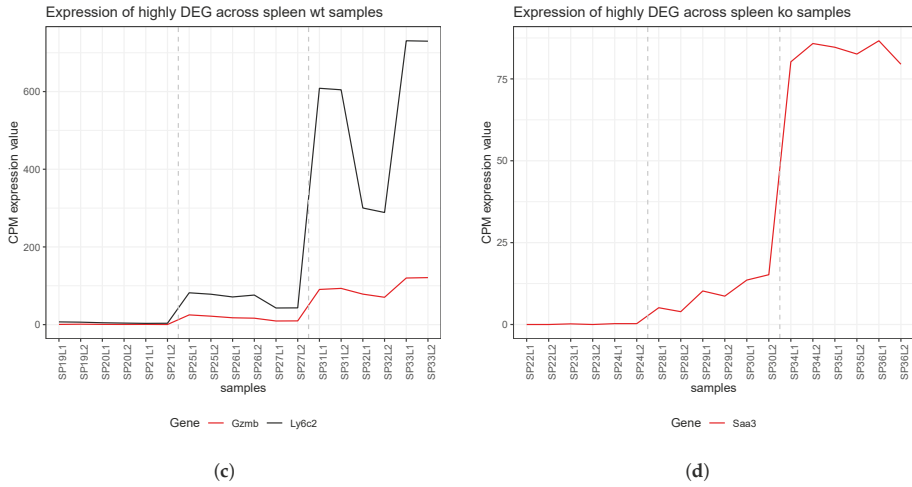 Expression of highly DEG across spleen wt samples
CPM expression value
600
400
200
0
SP19L1
SP19L2
SP20L1
SP20L2
SP21L1
SP21L2
SP25L1
SP25L2
SP26L1
SP26L2
SP27L1
SP27L2
SP31L1
SP31L2
SP32L1
SP32L2
SP33L1
SP33L2
samples
Gene Gzmb Ly6c2
(c)
Expression of highly DEG across spleen ko samples
CPM expression value
75
50
25
0
SP22L1
SP22L2
SP23L1
SP23L2
SP24L1
SP24L2
SP28L1
SP28L2
SP29L1
SP29L2
SP30L1
SP30L2
SP34L1
SP34L2
SP35L1
SP35L2
SP36L1
SP36L2
samples
Gene Saa3
(d)